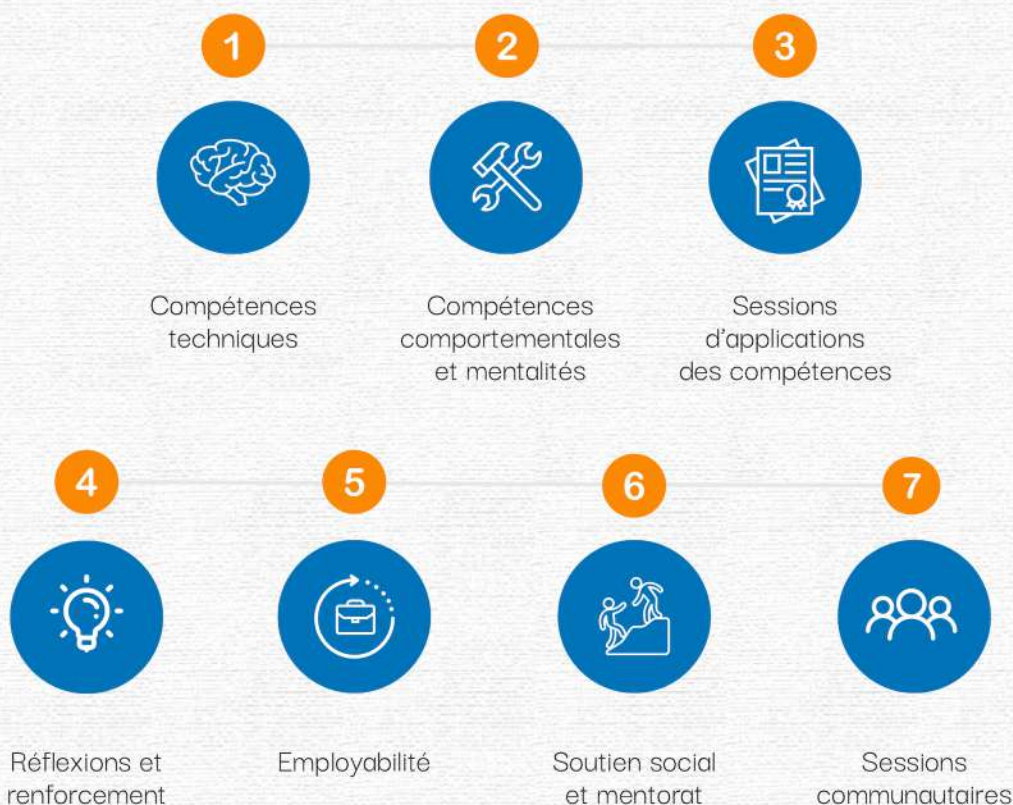 1
2
3
Compétences
techniques
Compétences
comportementales
et mentalités
Sessions
d'applications
des compétences
4
5
6
7
Réflexions et
renforcement
Employabilité
Soutien social
et mentorat
Sessions
communautaires